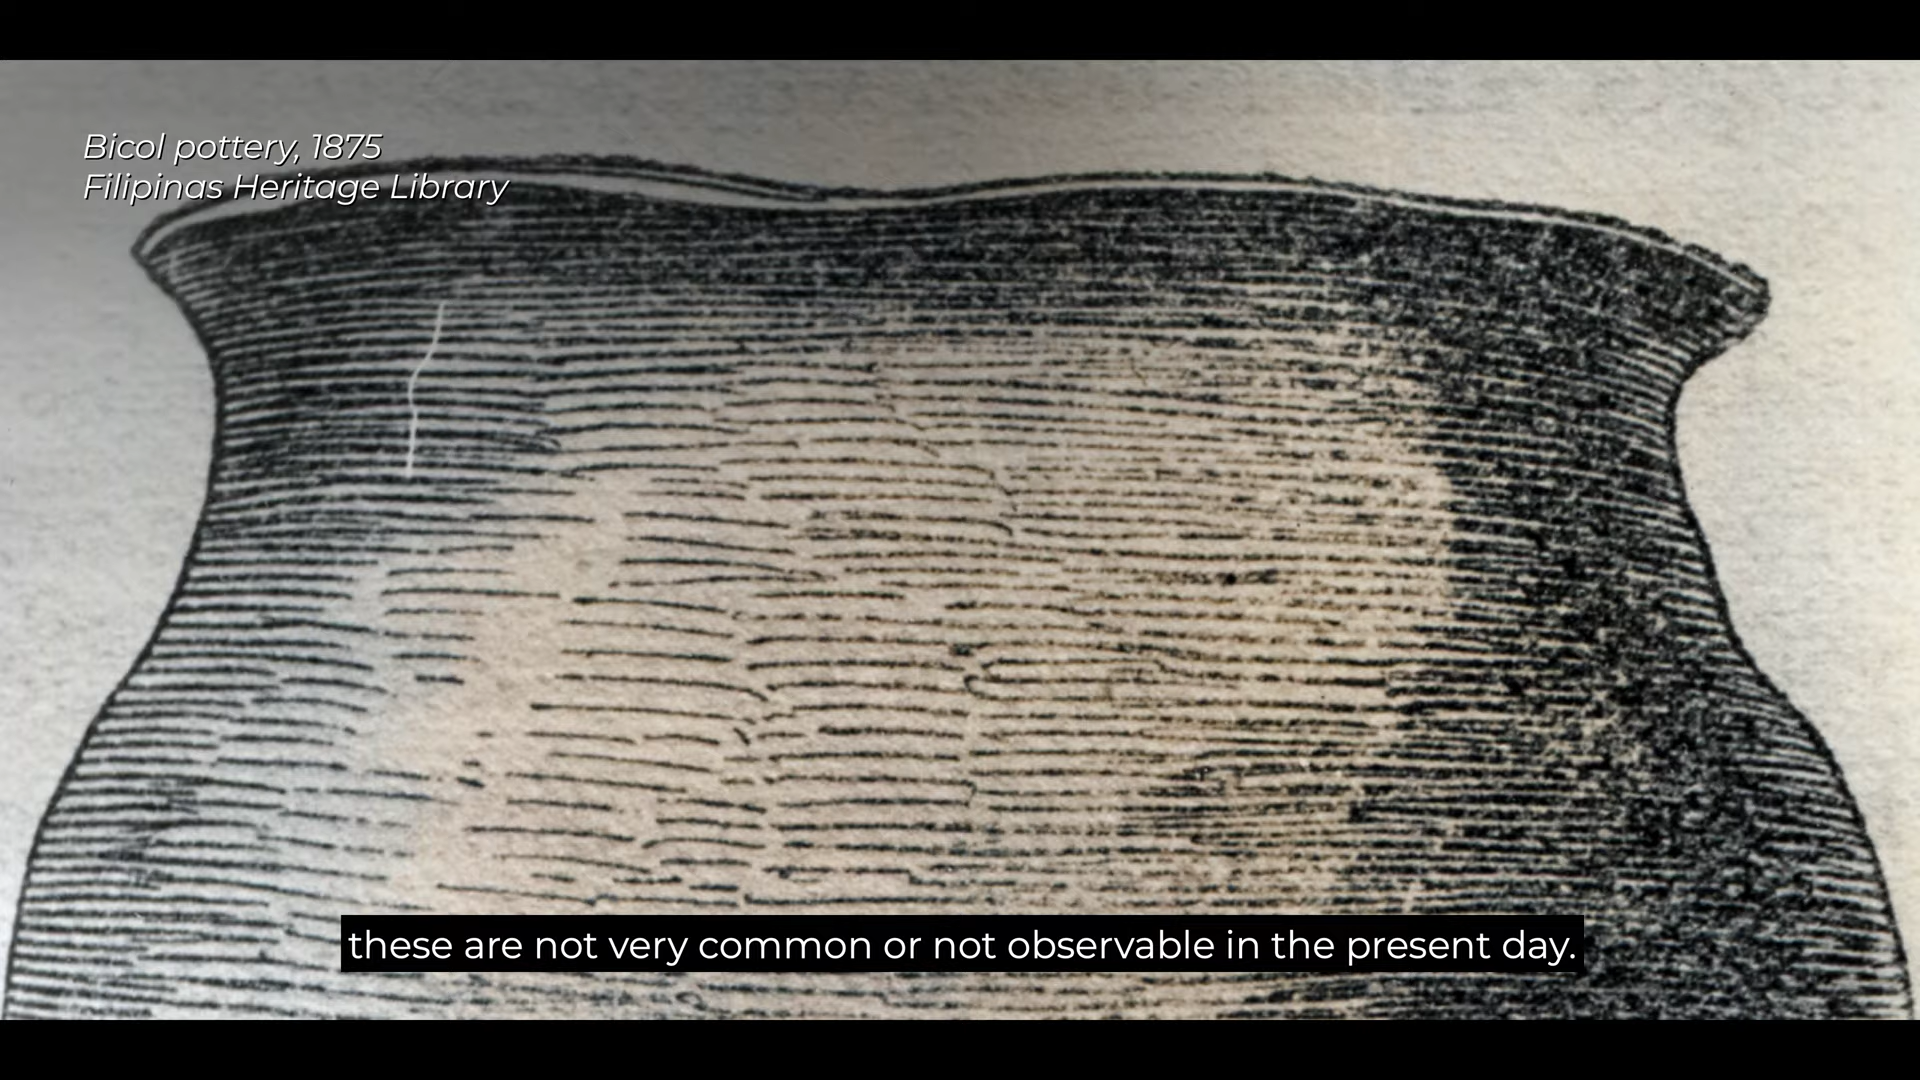 Bicol pottery, 1875
Filipinas Heritage Library
these are not very common or not observable in the present day.